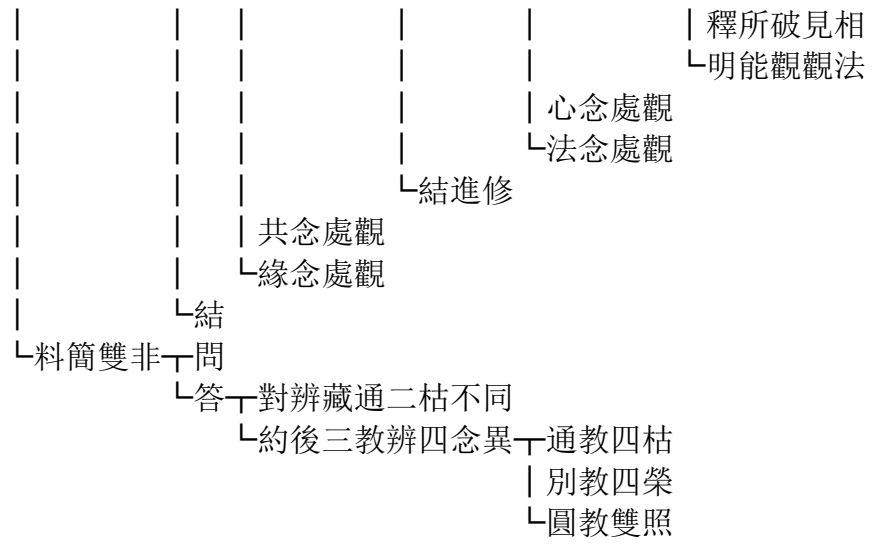 釋所破見相
明能觀觀法
心念處觀
法念處觀
結進修
共念處觀
緣念處觀
結
料簡雙非 問
答 對辨藏通二枯不同
約後三教辨四念異 通教四枯
別教四榮
圓教雙照